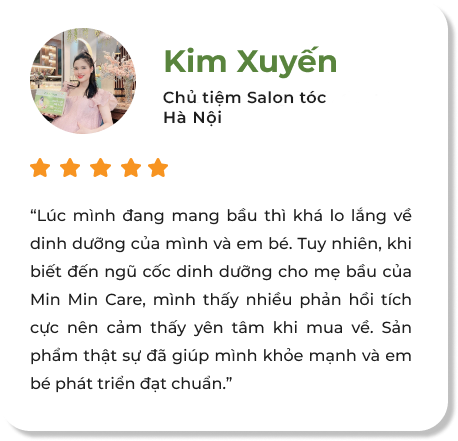 Kim Xuyến
Chủ tiệm Salon tóc
Hà Nội
“Lúc mình đang mang bầu thì khá lo lắng về
dinh dưỡng của mình và em bé. Tuy nhiên, khi
biết đến ngũ cốc dinh dưỡng cho mẹ bầu của
Min Min Care, mình thấy nhiều phản hồi tích
cực nên cảm thấy yên tâm khi mua về. Sản
phẩm thật sự đã giúp mình khỏe mạnh và em
bé phát triển đạt chuẩn.”